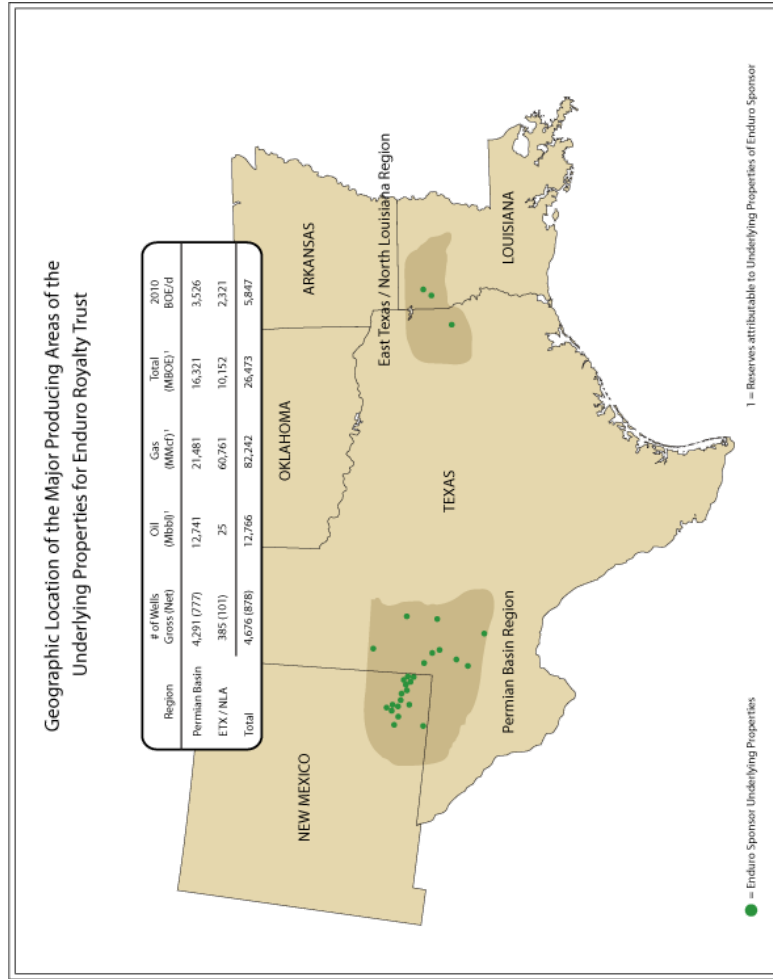 Geographic Location of the Major Producing Areas of the
Underlying Properties for Enduro Royalty Trust
Region # of Wells Gross (Net) Oil (Mbbl)¹ Gas (MMcf)¹ Total (MBOE)¹ 2010 BOE/d
Permian Basin 4,291 (777) 12,741 21,481 16,321 3,526
ETX / NLA 385 (101) 25 60,761 10,152 2,321
Total 4,676 (878) 12,766 82,242 26,473 5,847
NEW MEXICO
OKLAHOMA
ARKANSAS
East Texas / North Louisiana Region
TEXAS
LOUISIANA
Permian Basin Region
= Enduro Sponsor Underlying Properties
1 = Reserves attributable to Underlying Properties of Enduro Sponsor